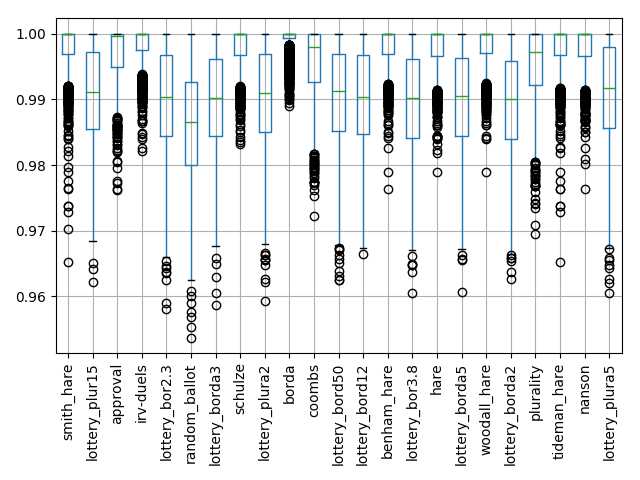 1.00
0.99
0.98
0.97
0.96
smith_hare
lottery_plur15
approval
irv-duels
lottery_bor2.3
random_ballot
lottery_borda3
schulze
lottery_plura2
borda
coombs
lottery_bord50
lottery_bord12
benham_hare
lottery_bor3.8
hare
lottery_borda5
woodall_hare
lottery_borda2
plurality
tideman_hare
nanson
lottery_plura5